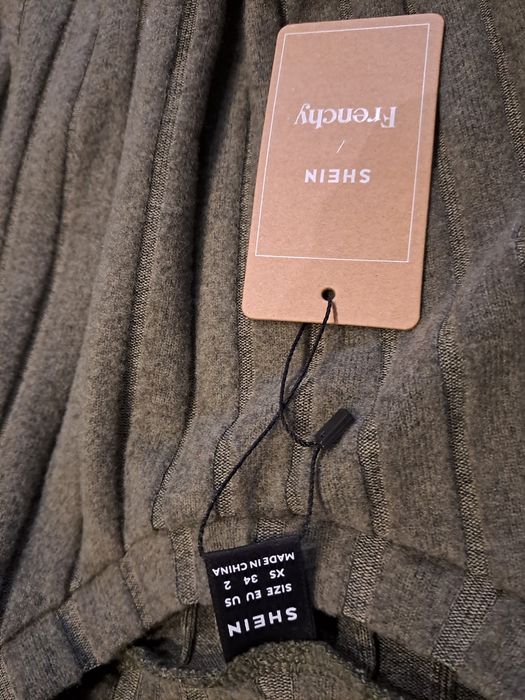 SHEIN
/
Frenchy
SHEIN
SIZE EU US
XS 34 2
MADE IN CHINA